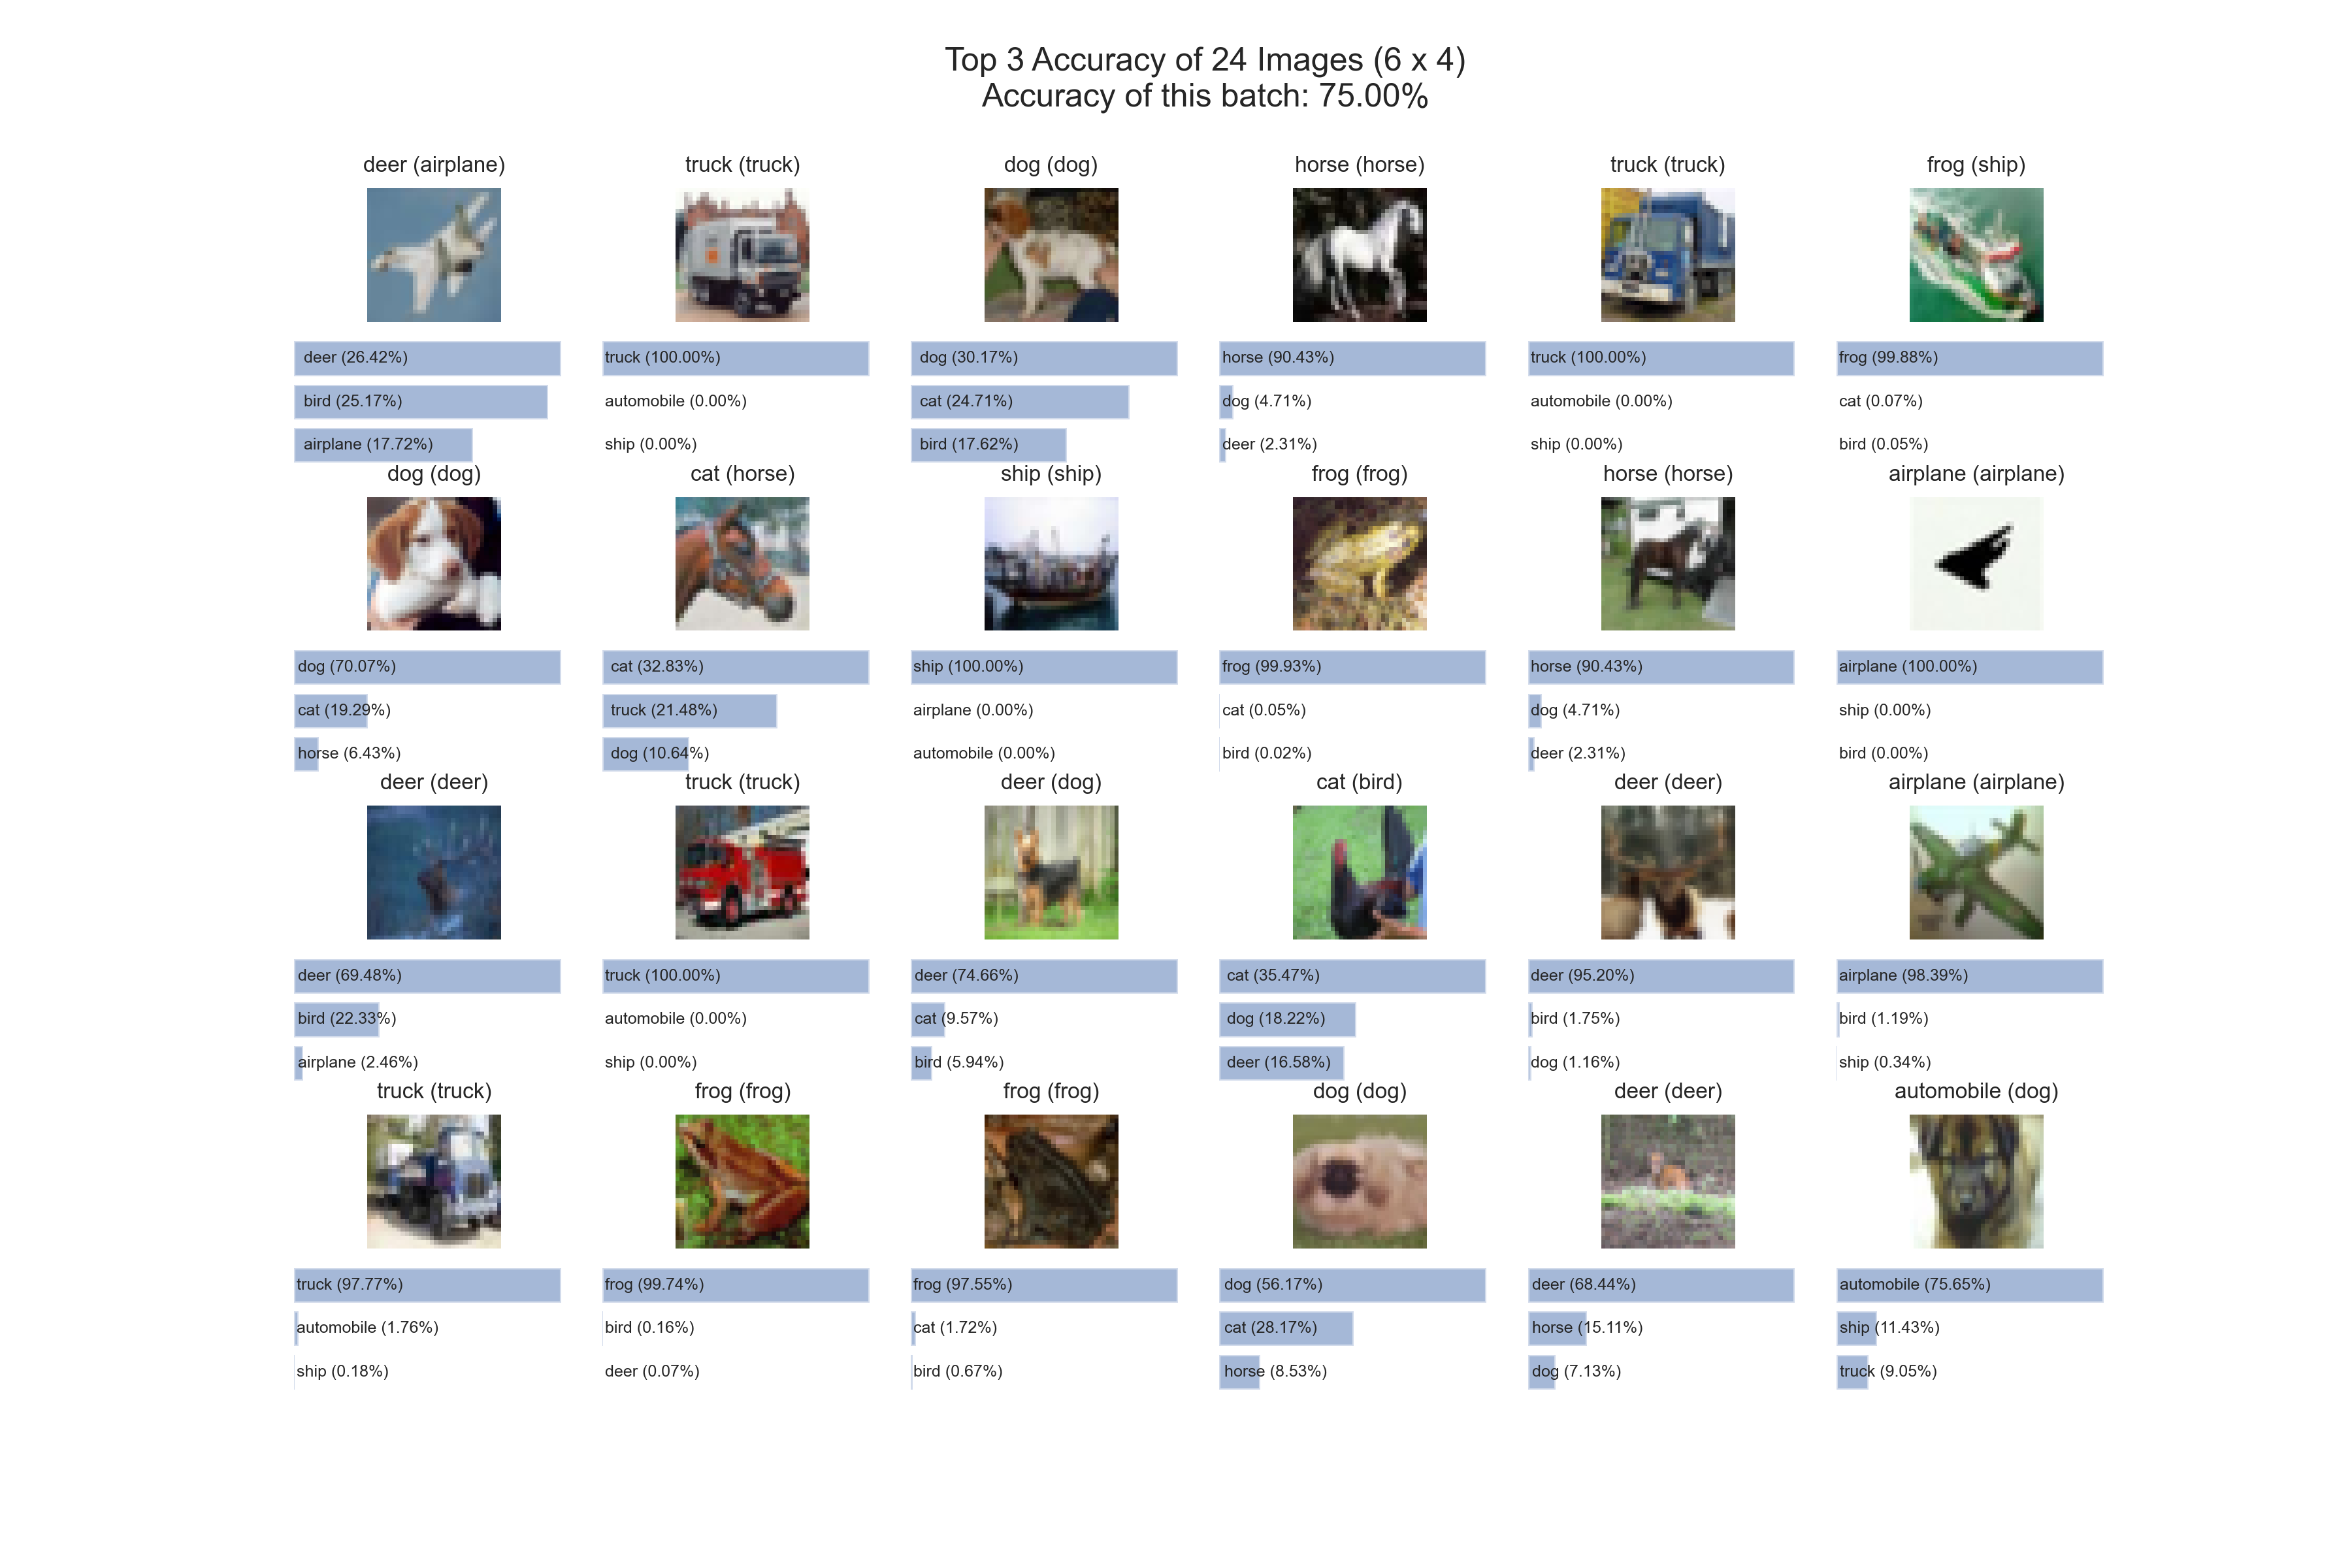 Top 3 Accuracy of 24 Images (6 x 4)
Accuracy of this batch: 75.00%
deer (airplane)
truck (truck)
dog (dog)
horse (horse)
truck (truck)
frog (ship)
deer (26.42%)
bird (25.17%)
airplane (17.72%)
truck (100.00%)
automobile (0.00%)
ship (0.00%)
dog (30.17%)
cat (24.71%)
bird (17.62%)
horse (90.43%)
dog (4.71%)
deer (2.31%)
truck (100.00%)
automobile (0.00%)
ship (0.00%)
frog (99.88%)
cat (0.07%)
bird (0.05%)
dog (dog)
cat (horse)
ship (ship)
frog (frog)
horse (horse)
airplane (airplane)
dog (70.07%)
cat (19.29%)
horse (6.43%)
cat (32.83%)
truck (21.48%)
dog (10.64%)
ship (100.00%)
airplane (0.00%)
automobile (0.00%)
frog (99.93%)
cat (0.05%)
bird (0.02%)
horse (90.43%)
dog (4.71%)
deer (2.31%)
airplane (100.00%)
ship (0.00%)
bird (0.00%)
deer (deer)
truck (truck)
deer (dog)
cat (bird)
deer (deer)
airplane (airplane)
deer (69.48%)
bird (22.33%)
airplane (2.46%)
truck (100.00%)
automobile (0.00%)
ship (0.00%)
deer (74.66%)
cat (9.57%)
bird (5.94%)
cat (35.47%)
dog (18.22%)
deer (16.58%)
deer (95.20%)
bird (1.75%)
dog (1.16%)
airplane (98.39%)
bird (1.19%)
ship (0.34%)
truck (truck)
frog (frog)
frog (frog)
dog (dog)
deer (deer)
automobile (dog)
truck (97.77%)
automobile (1.76%)
ship (0.18%)
frog (99.74%)
bird (0.16%)
deer (0.07%)
frog (97.55%)
cat (1.72%)
bird (0.67%)
dog (56.17%)
cat (28.17%)
horse (8.53%)
deer (68.44%)
horse (15.11%)
dog (7.13%)
automobile (75.65%)
ship (11.43%)
truck (9.05%)